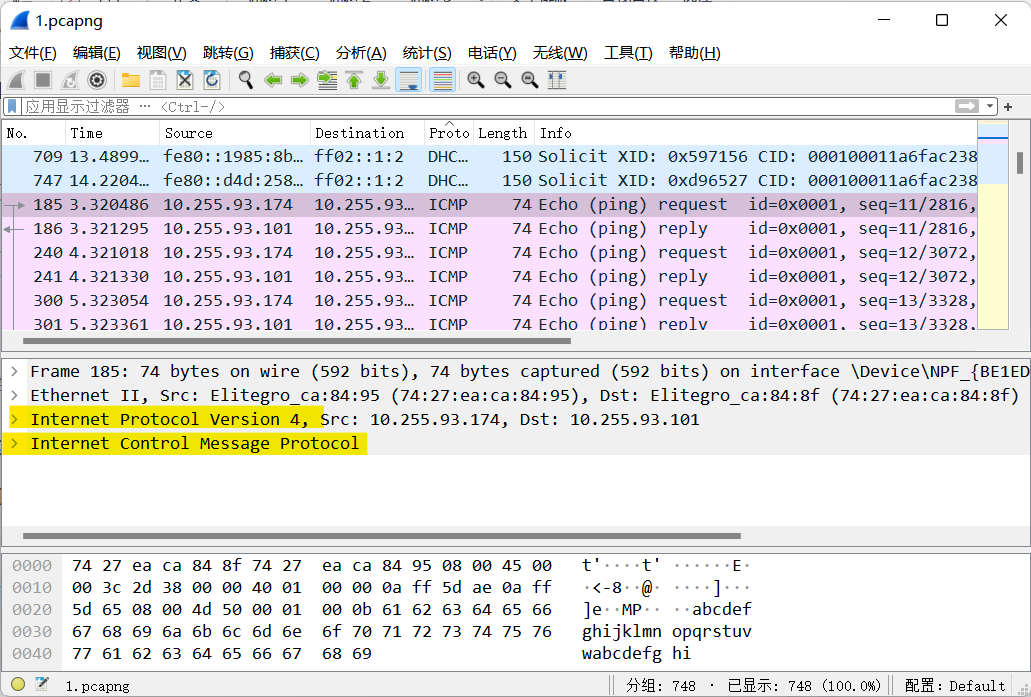 1.pcapng
文件(F) 编辑(E) 视图(V) 跳转(G) 捕获(C) 分析(A) 统计(S) 电话(Y) 无线(W) 工具(T) 帮助(H)
应用显示过滤器 … <Ctrl-/>
No. Time Source Destination Proto Length Info
709 13.4899… fe80::1985:8b… ff02::1:2 DHC… 150 Solicit XID: 0x597156 CID: 000100011a6fac238
747 14.2204… fe80::d4d:258… ff02::1:2 DHC… 150 Solicit XID: 0xd96527 CID: 000100011a6fac238
185 3.320486 10.255.93.174 10.255.93… ICMP 74 Echo (ping) request id=0x0001, seq=11/2816,
186 3.321295 10.255.93.101 10.255.93… ICMP 74 Echo (ping) reply id=0x0001, seq=11/2816,
240 4.321018 10.255.93.174 10.255.93… ICMP 74 Echo (ping) request id=0x0001, seq=12/3072,
241 4.321330 10.255.93.101 10.255.93… ICMP 74 Echo (ping) reply id=0x0001, seq=12/3072,
300 5.323054 10.255.93.174 10.255.93… ICMP 74 Echo (ping) request id=0x0001, seq=13/3328,
301 5.323361 10.255.93.101 10.255.93… ICMP 74 Echo (ping) reply id=0x0001, seq=13/3328,
Frame 185: 74 bytes on wire (592 bits), 74 bytes captured (592 bits) on interface \Device\NPF_{BE1ED
Ethernet II, Src: Elitegro_ca:84:95 (74:27:ea:ca:84:95), Dst: Elitegro_ca:84:8f (74:27:ea:ca:84:8f)
Internet Protocol Version 4, Src: 10.255.93.174, Dst: 10.255.93.101
Internet Control Message Protocol
0000 74 27 ea ca 84 8f 74 27 ea ca 84 95 08 00 45 00 t'····t' ······E·
0010 00 3c 2d 38 00 00 40 01 00 00 0a ff 5d ae 0a ff ·<-8··@· ····]···
0020 5d 65 08 00 4d 50 00 01 00 0b 61 62 63 64 65 66 ]e··MP·· ··abcdef
0030 67 68 69 6a 6b 6c 6d 6e 6f 70 71 72 73 74 75 76 ghijklmn opqrstuv
0040 77 61 62 63 64 65 66 67 68 69 wabcdefg hi
1.pcapng 分组: 748 · 已显示: 748 (100.0%) 配置: Default